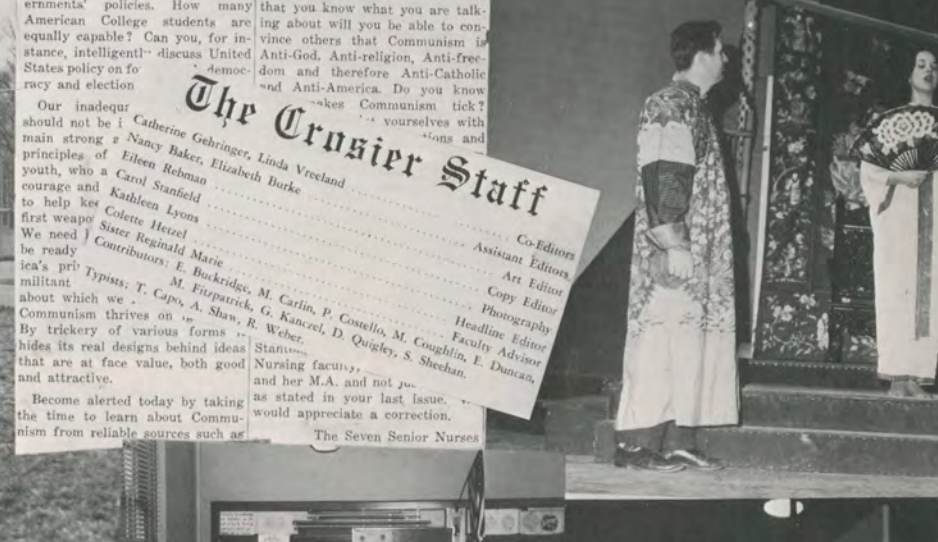 ernments' policies. How many
American College students are
equally capable? Can you, for in-
stance, intelligently discuss United
States policy on democ-
racy and election
Our
should not be
main strong
principles of
youth, who a
courage and
to help
first
We need
be ready
militant
about which we
Communism thrives on
By trickery of various forms
hides its real designs behind ideas
that are at face value, both good
and attractive.
Become alerted today by taking
the time to learn about Commu-
nism from reliable sources such as
that you know what you are talk-
ing about will you be able to con-
vince others that Communism is
Anti-God, Anti-religion, Anti-free-
dom and therefore Anti-Catholic
and Anti-America. Do you know
makes Communism tick?
yourselves with
and
The Crosier Staff
Catherine Gehringer, Linda Vreeland ........ Co-Editors
Nancy Baker, Elizabeth Burke ........ Assistant Editors
Eileen Rebman ........ Art Editor
Carol Stanfield ........ Copy Editor
Kathleen Lyons ........ Photography
Colette Hetzel ........ Headline Editor
Sister Reginald Marie ........ Faculty Advisor
Contributors: E. Buckridge, M. Carlin, P. Costello, M. Coughlin, E. Duncan,
M. Fitzpatrick, G. Kanczel, D. Quigley, S. Sheehan.
Typists: T. Capo, A. Shaw, R. Weber.
Nursing faculty,
and her M.A. and not
as stated in your last issue.
would appreciate a correction.
The Seven Senior Nurses